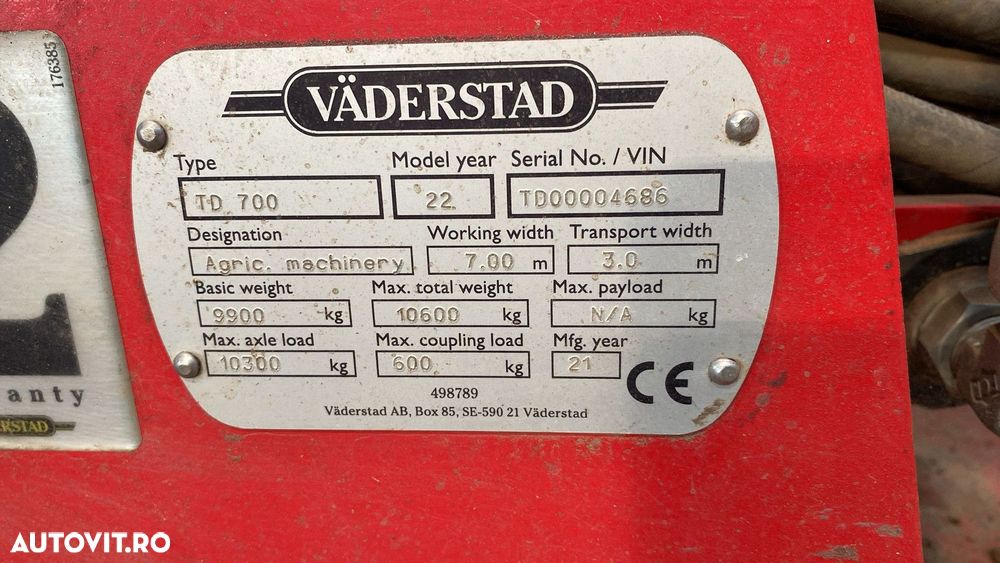 176385
VÄDERSTAD
Type Model year Serial No. / VIN
TD 700 22 TD00004686
Designation Working width Transport width
Agric. machinery 7.00 m 3.0 m
Basic weight Max. total weight Max. payload
9900 kg 10600 kg N/A kg
Max. axle load Max. coupling load Mfg. year
10300 kg 600 kg 21
CE
498789
Väderstad AB, Box 85, SE-590 21 Väderstad
2
anty
RSTAD
AUTOVIT.RO